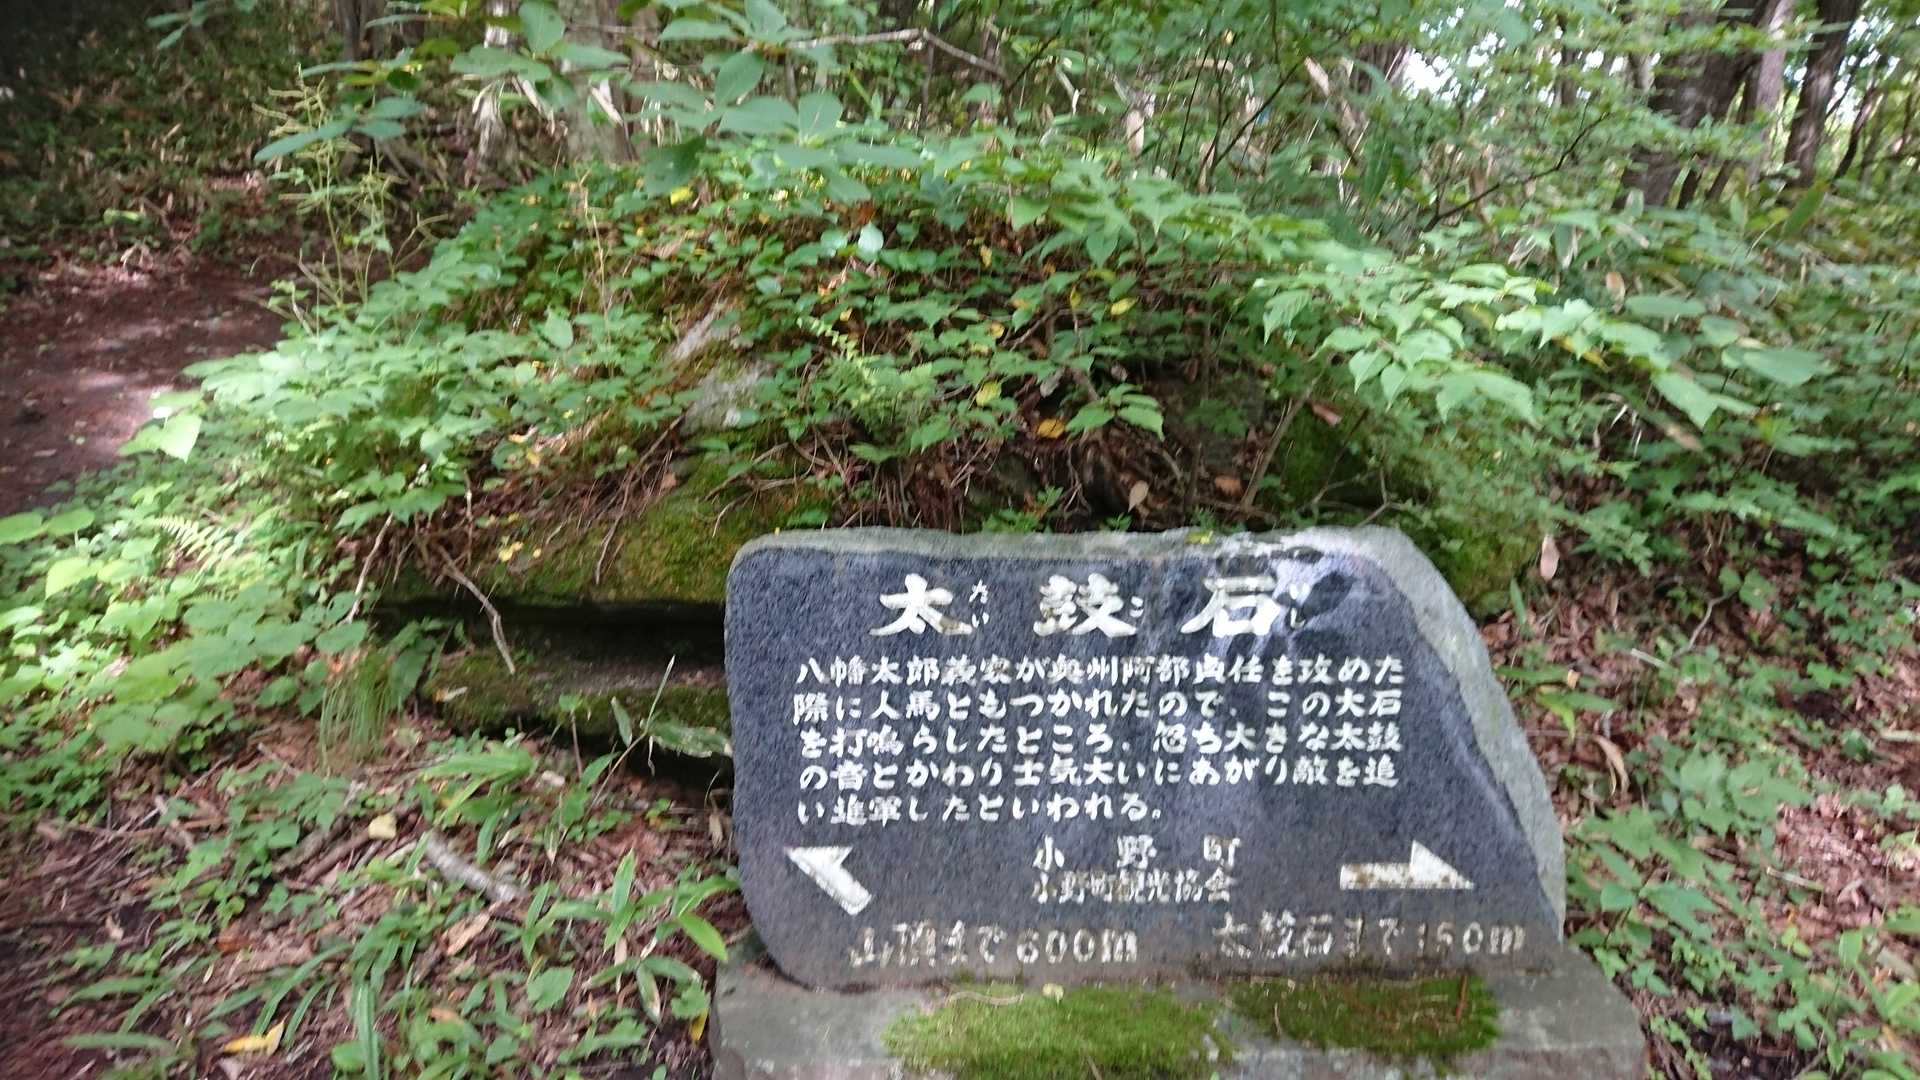 太鼓石
たい こ いし
八幡太郎義家が奥州阿部貞任を攻めた
際に人馬ともつかれたので、この大石
を打鳴らしたところ、忽ち大きな太鼓
の音とかわり士気大いにあがり敵を追
い進軍したといわれる。
小野町
小野町観光協会
山頂まで600m
太鼓石まで150m